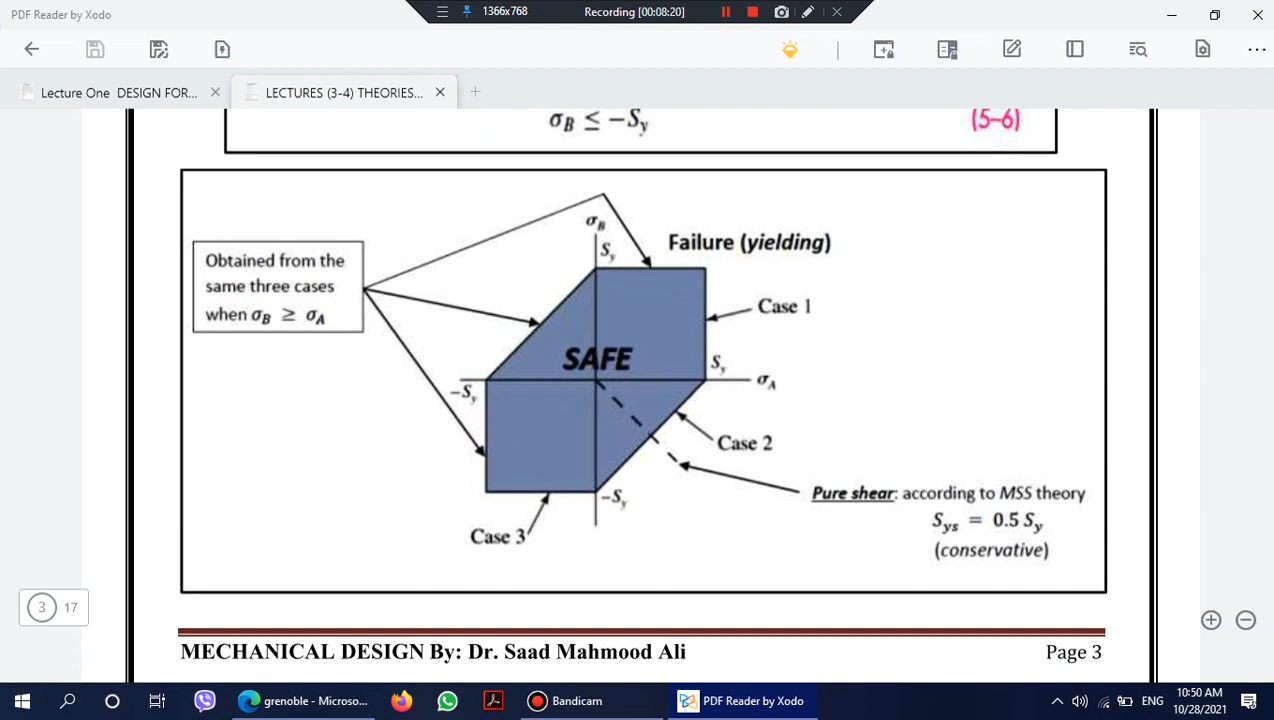 PDF Reader by Xodo
1366x768
Recording [00:08:20]
Lecture One DESIGN FOR...
LECTURES (3-4) THEORIES...
σB ≤ −Sy
(5–6)
Obtained from the
same three cases
when σB ≥ σA
σB
Sy
Failure (yielding)
Case 1
SAFE
Sy
σA
−Sy
Case 2
−Sy
Case 3
Pure shear: according to MSS theory
Sys = 0.5 Sy
(conservative)
3 17
MECHANICAL DESIGN By: Dr. Saad Mahmood Ali
Page 3
grenoble - Microso...
Bandicam
PDF Reader by Xodo
ENG
10:50 AM
10/28/2021